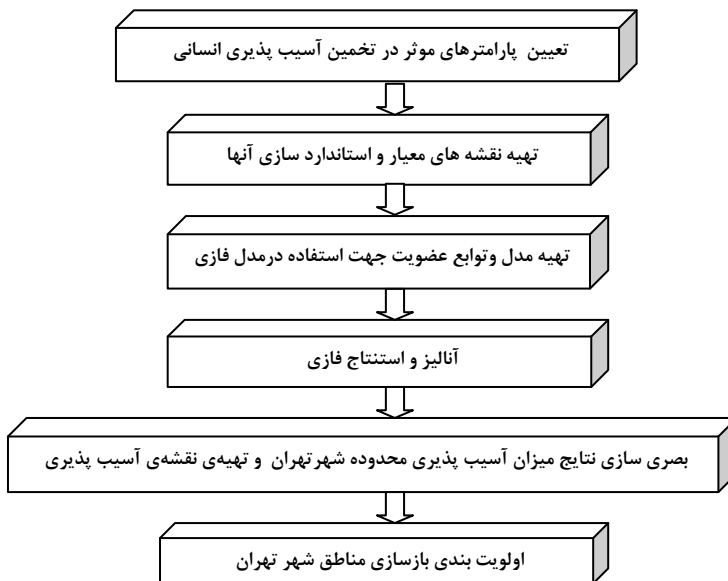 تعیین پارامترهای موثر در تخمین آسیب پذیری انسانی
تهیه نقشه های معیار و استاندارد سازی آنها
تهیه مدل وتوابع عضویت جهت استفاده درمدل فازی
آنالیز و استنتاج فازی
بصری سازی نتایج میزان آسیب پذیری محدوده شهرتهران و تهیه‌ی نقشه‌ی آسیب پذیری
اولویت بندی بازسازی مناطق شهر تهران